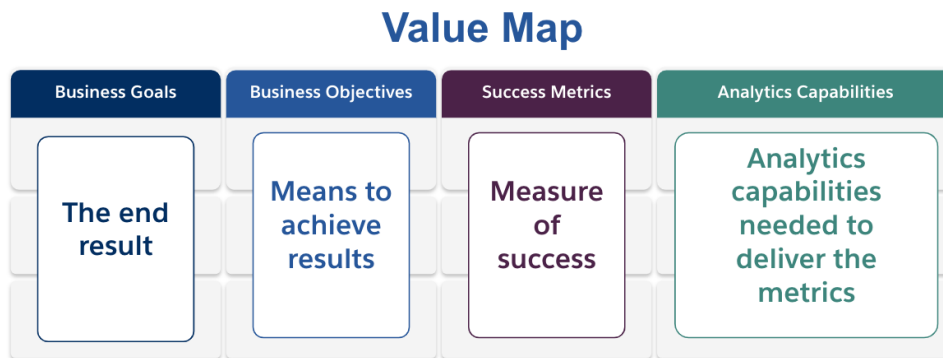 Value Map
Business Goals
Business Objectives
Success Metrics
Analytics Capabilities
The end
result
Means to
achieve
results
Measure
of
success
Analytics
capabilities
needed to
deliver the
metrics